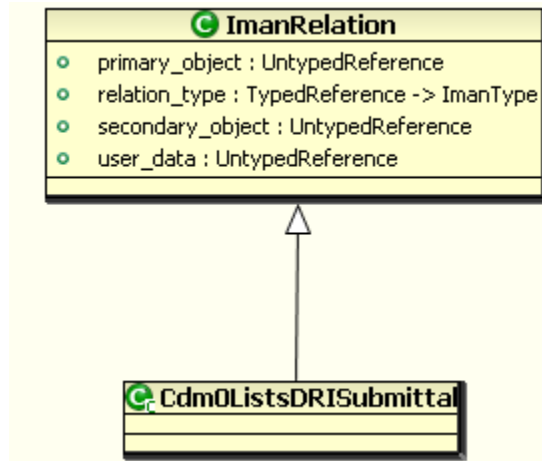 ImanRelation
primary_object : UntypedReference
relation_type : TypedReference -> ImanType
secondary_object : UntypedReference
user_data : UntypedReference
Cdm0ListsDRISubmittal